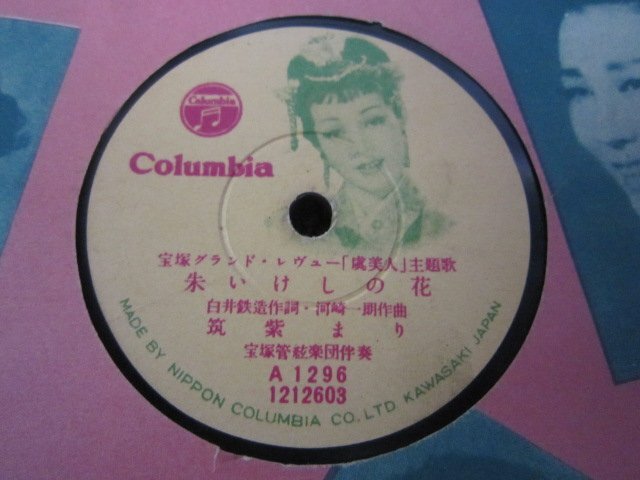 Columbia
Columbia
宝塚グランド・レヴュー「虞美人」主題歌
朱いけしの花
白井鉄造作詞・河崎一朗作曲
筑紫まり
宝塚管絃楽団伴奏
A 1296
1212603
MADE BY NIPPON COLUMBIA CO. LTD KAWASAKI JAPAN